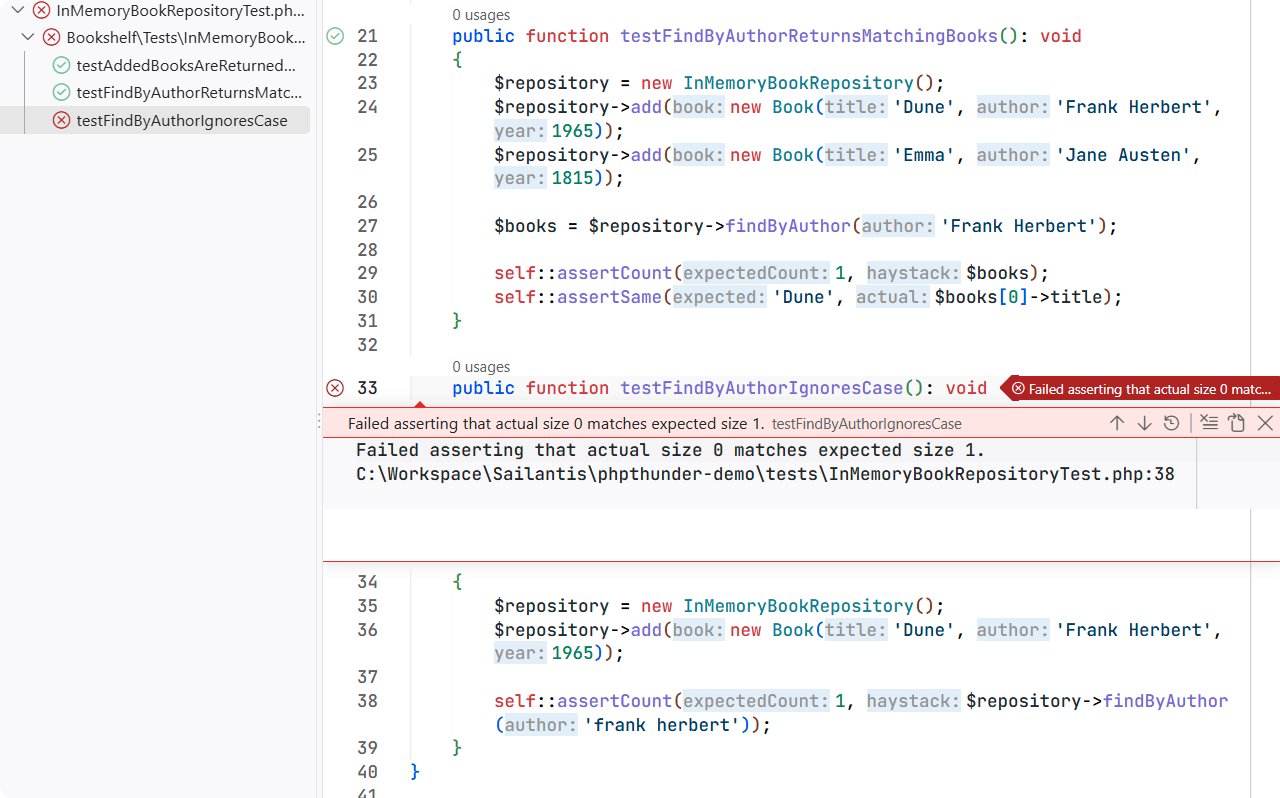 InMemoryBookRepositoryTest.ph...
Bookshelf\Tests\InMemoryBook...
testAddedBooksAreReturned...
testFindByAuthorReturnsMatc...
testFindByAuthorIgnoresCase
0 usages
21 public function testFindByAuthorReturnsMatchingBooks(): void
22 {
23 $repository = new InMemoryBookRepository();
24 $repository->add(book: new Book(title: 'Dune', author: 'Frank Herbert',
year: 1965));
25 $repository->add(book: new Book(title: 'Emma', author: 'Jane Austen',
year: 1815));
26
27 $books = $repository->findByAuthor(author: 'Frank Herbert');
28
29 self::assertCount(expectedCount: 1, haystack: $books);
30 self::assertSame(expected: 'Dune', actual: $books[0]->title);
31 }
32
0 usages
33 public function testFindByAuthorIgnoresCase(): void Failed asserting that actual size 0 matc...
Failed asserting that actual size 0 matches expected size 1. testFindByAuthorIgnoresCase
Failed asserting that actual size 0 matches expected size 1.
C:\Workspace\Sailantis\phpthunder-demo\tests\InMemoryBookRepositoryTest.php:38
34 {
35 $repository = new InMemoryBookRepository();
36 $repository->add(book: new Book(title: 'Dune', author: 'Frank Herbert',
year: 1965));
37
38 self::assertCount(expectedCount: 1, haystack: $repository->findByAuthor
(author: 'frank herbert'));
39 }
40 }
41